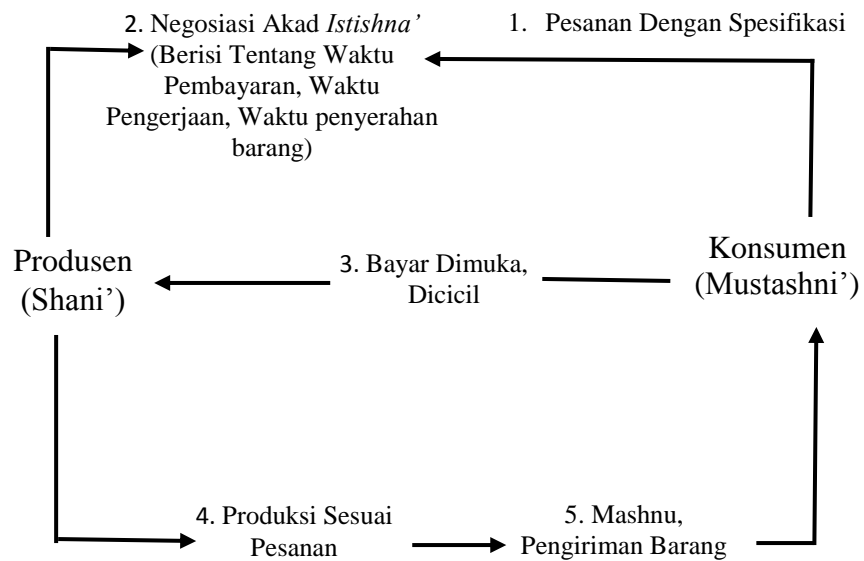 2. Negosiasi Akad Istishna’
(Berisi Tentang Waktu
Pembayaran, Waktu
Pengerjaan, Waktu penyerahan
barang)
1. Pesanan Dengan Spesifikasi
Produsen
(Shani’)
3. Bayar Dimuka,
Dicicil
Konsumen
(Mustashni’)
4. Produksi Sesuai
Pesanan
5. Mashnu,
Pengiriman Barang